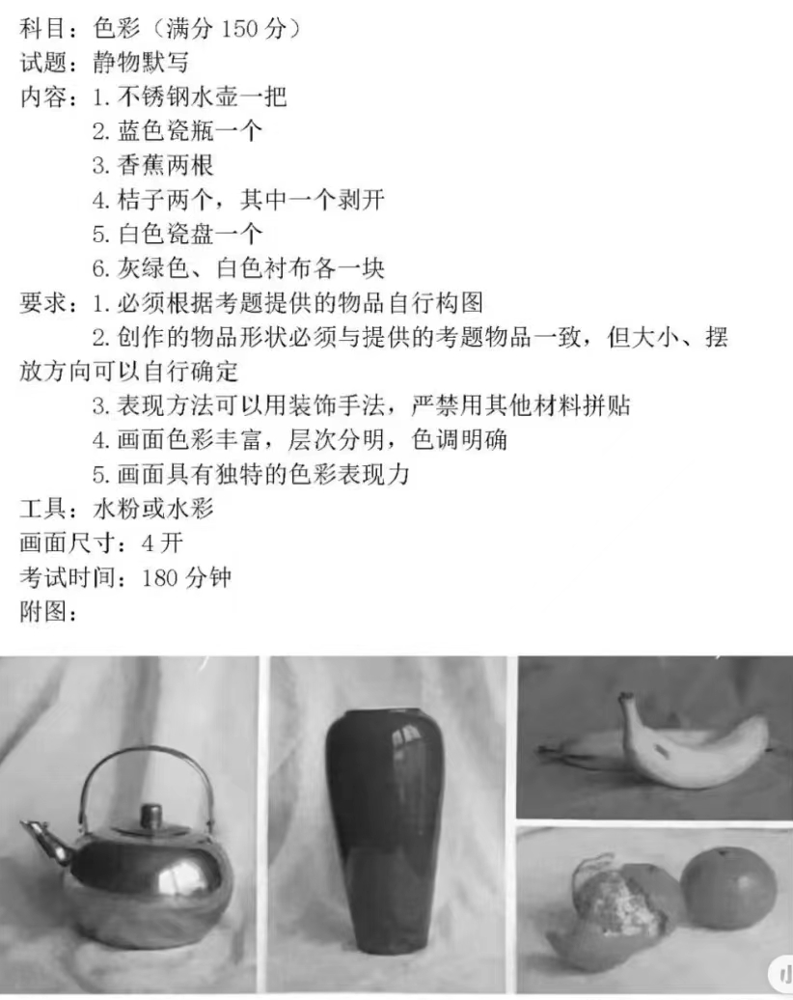 科目：色彩（满分 150 分）
试题：静物默写
内容：1.不锈钢水壶一把
2.蓝色瓷瓶一个
3.香蕉两根
4.桔子两个，其中一个剥开
5.白色瓷盘一个
6.灰绿色、白色衬布各一块
要求：1.必须根据考题提供的物品自行构图
2.创作的物品形状必须与提供的考题物品一致，但大小、摆
放方向可以自行确定
3.表现方法可以用装饰手法，严禁用其他材料拼贴
4.画面色彩丰富，层次分明，色调明确
5.画面具有独特的色彩表现力
工具：水粉或水彩
画面尺寸：4 开
考试时间：180 分钟
附图：